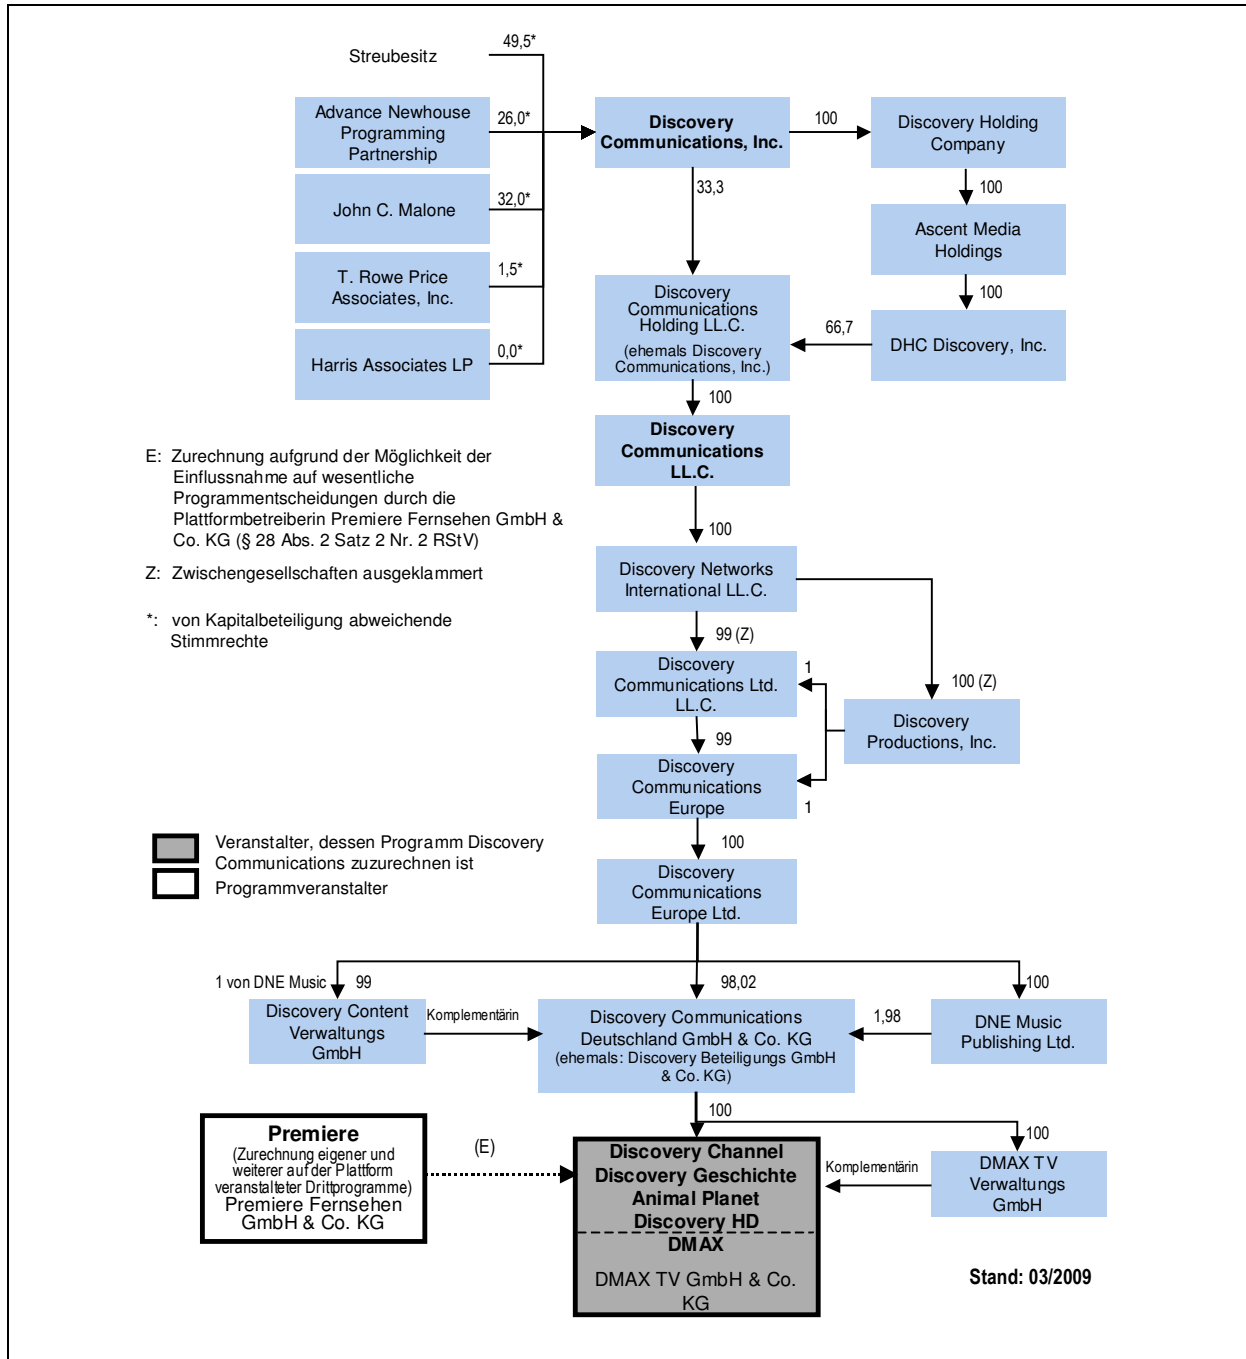 Streubesitz
49,5*
Advance Newhouse
Programming
Partnership
26,0*
Discovery
Communications, Inc.
100
Discovery Holding
Company
33,3
100
John C. Malone
32,0*
Ascent Media
Holdings
T. Rowe Price
Associates, Inc.
1,5*
100
Discovery
Communications
Holding LL.C.
(ehemals Discovery
Communications, Inc.)
66,7
DHC Discovery, Inc.
Harris Associates LP
0,0*
100
Discovery
Communications
LL.C.
E: Zurechnung aufgrund der Möglichkeit der
Einflussnahme auf wesentliche
Programmentscheidungen durch die
Plattformbetreiberin Premiere Fernsehen GmbH &
Co. KG (§ 28 Abs. 2 Satz 2 Nr. 2 RStV)
Z: Zwischengesellschaften ausgeklammert
*: von Kapitalbeteiligung abweichende
Stimmrechte
100
Discovery Networks
International LL.C.
99 (Z)
Discovery
Communications Ltd.
LL.C.
1
100 (Z)
Discovery
Productions, Inc.
99
Discovery
Communications
Europe
1
100
Veranstalter, dessen Programm Discovery
Communications zuzurechnen ist
Programmveranstalter
Discovery
Communications
Europe Ltd.
1 von DNE Music
99
98,02
100
Discovery Content
Verwaltungs
GmbH
Komplementärin
Discovery Communications
Deutschland GmbH & Co. KG
(ehemals: Discovery Beteiligungs GmbH
& Co. KG)
1,98
DNE Music
Publishing Ltd.
100
100
Premiere
(Zurechnung eigener und
weiterer auf der Plattform
veranstalteter Drittprogramme)
Premiere Fernsehen
GmbH & Co. KG
(E)
Discovery Channel
Discovery Geschichte
Animal Planet
Discovery HD
DMAX
DMAX TV GmbH & Co.
KG
Komplementärin
DMAX TV
Verwaltungs
GmbH
Stand: 03/2009